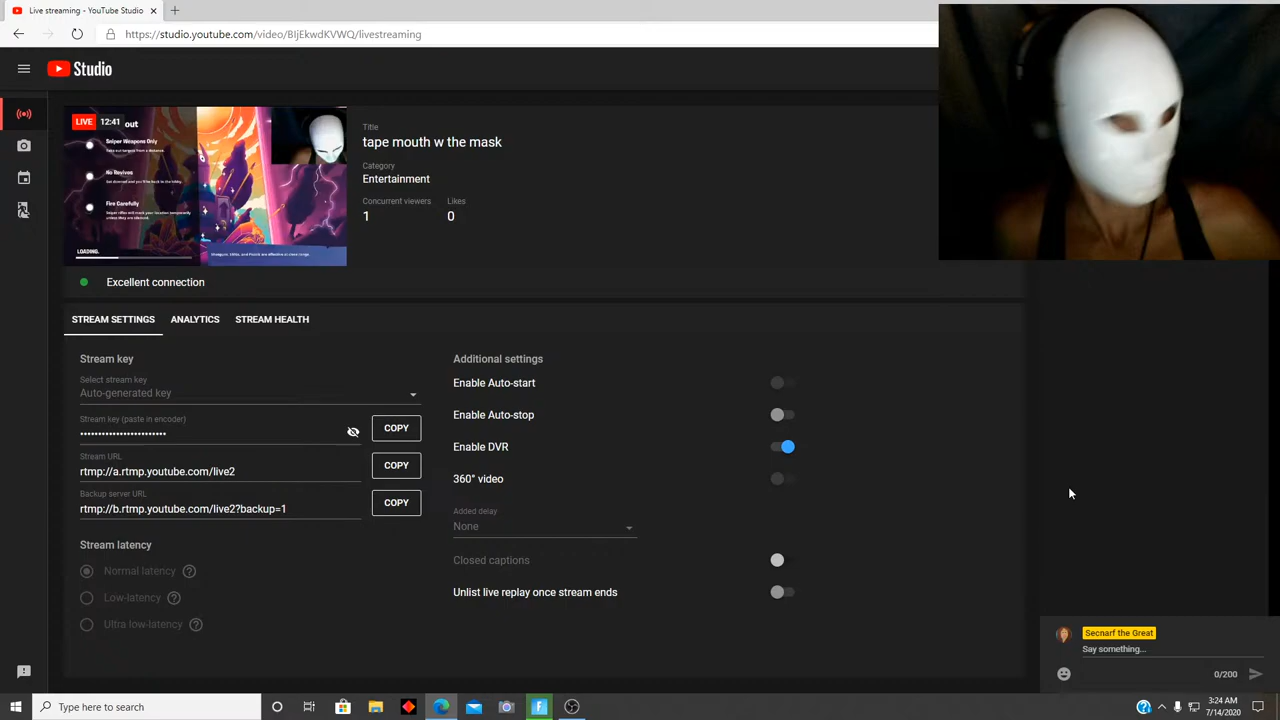 Live streaming - YouTube Studio
https://studio.youtube.com/video/BIjEkwdKVWQ/livestreaming
Studio
LIVE 12:41 out
Sniper Weapons Only
Take out targets from a distance.
No Revives
Fire Carefully
LOADING.
Title
tape mouth w the mask
Category
Entertainment
Concurrent viewers Likes
1 0
Excellent connection
STREAM SETTINGS ANALYTICS STREAM HEALTH
Stream key
Select stream key
Auto-generated key
Stream key (paste in encoder)
COPY
Stream URL
rtmp://a.rtmp.youtube.com/live2
COPY
Backup server URL
rtmp://b.rtmp.youtube.com/live2?backup=1
COPY
Stream latency
Normal latency
Low-latency
Ultra low-latency
Additional settings
Enable Auto-start
Enable Auto-stop
Enable DVR
360° video
Added delay
None
Closed captions
Unlist live replay once stream ends
Secnarf the Great
Say something...
0/200
Type here to search
3:24 AM
7/14/2020